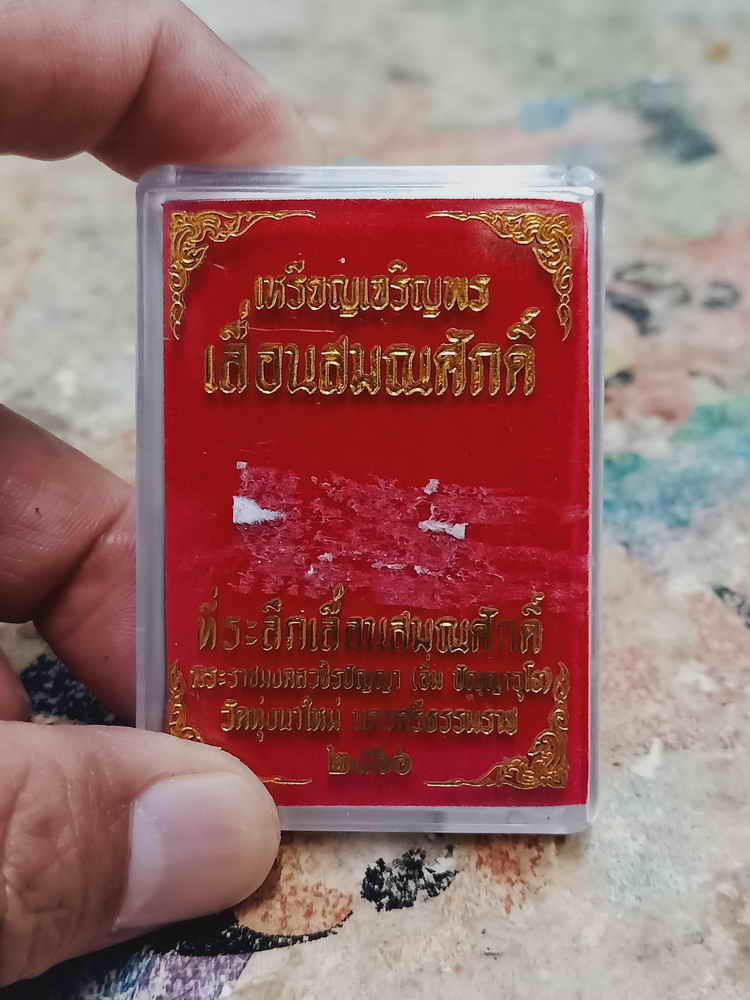 เหรียญเจริญพร
เลื่อนสมณศักดิ์
ที่ระลึกเลื่อนสมณศักดิ์
พระราชมงคลวชิรปัญญา (อิ่ม ปัญญาวุโธ)
วัดทุ่งนาใหม่ นครศรีธรรมราช
๒๕๖๖